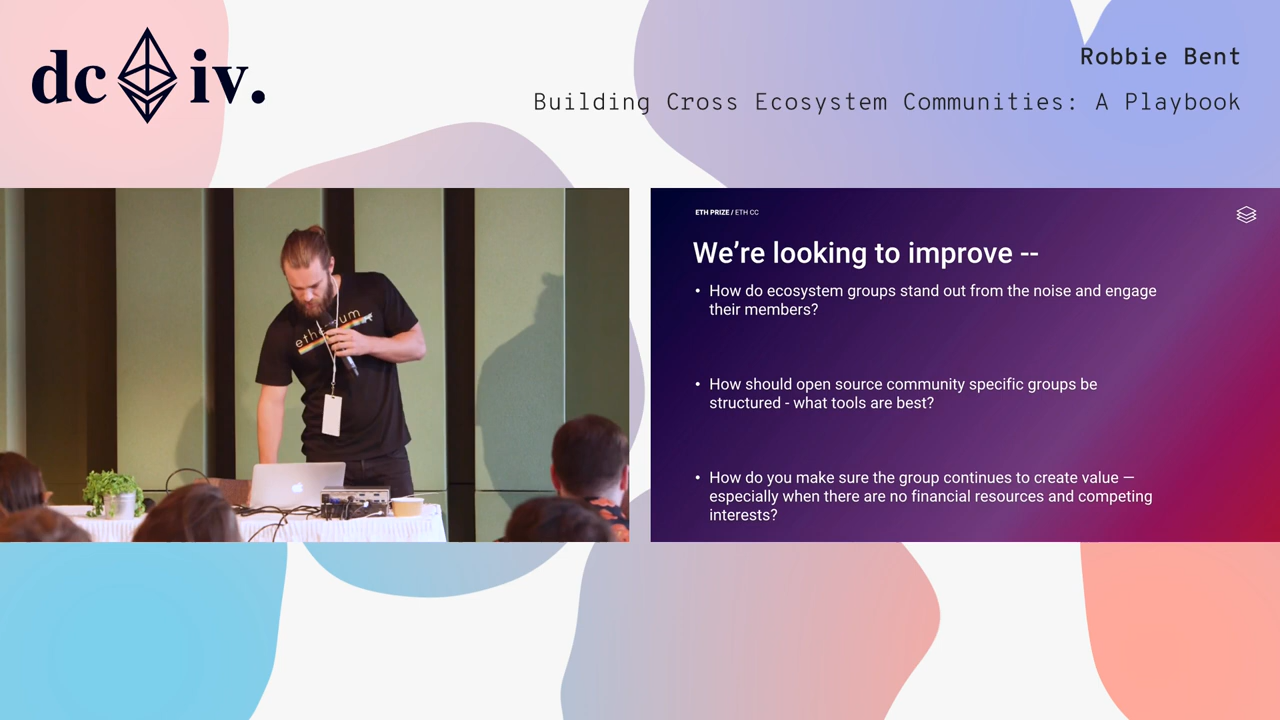 dc iv.
Robbie Bent
Building Cross Ecosystem Communities: A Playbook
ethereum
ETH PRIZE / ETH CC
We're looking to improve --
• How do ecosystem groups stand out from the noise and engage
their members?
• How should open source community specific groups be
structured - what tools are best?
• How do you make sure the group continues to create value —
especially when there are no financial resources and competing
interests?